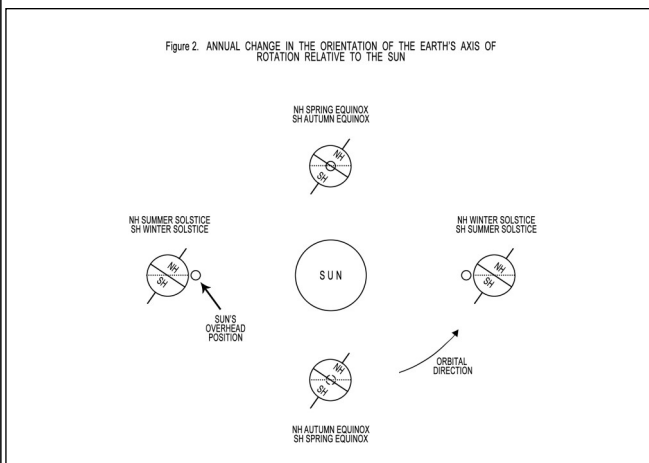 Figure 2. ANNUAL CHANGE IN THE ORIENTATION OF THE EARTH'S AXIS OF
ROTATION RELATIVE TO THE SUN
NH SPRING EQUINOX
SH AUTUMN EQUINOX
NH
SH
NH SUMMER SOLSTICE
SH WINTER SOLSTICE
NH
SH
SUN'S
OVERHEAD
POSITION
SUN
NH WINTER SOLSTICE
SH SUMMER SOLSTICE
NH
SH
ORBITAL
DIRECTION
NH
SH
NH AUTUMN EQUINOX
SH SPRING EQUINOX